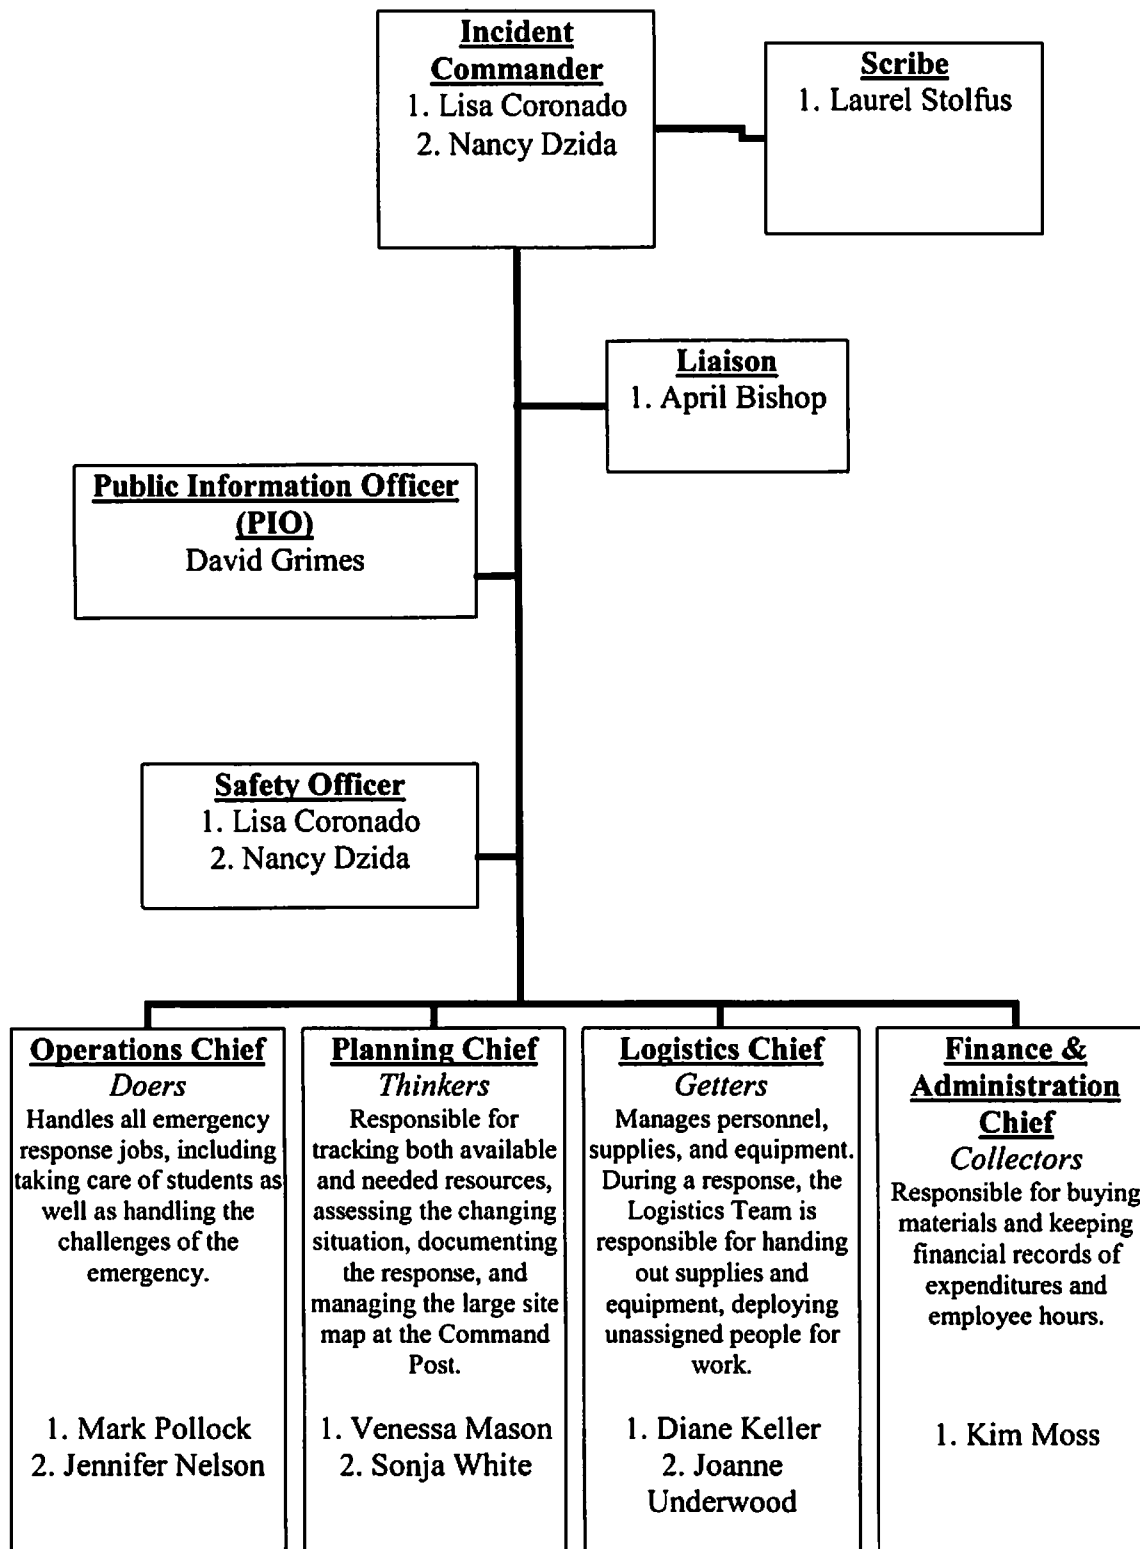 Incident
Commander
1. Lisa Coronado
2. Nancy Dzida
Scribe
1. Laurel Stolfus
Liaison
1. April Bishop
Public Information Officer
(PIO)
David Grimes
Safety Officer
1. Lisa Coronado
2. Nancy Dzida
Operations Chief
Doers
Handles all emergency
response jobs, including
taking care of students as
well as handling the
challenges of the
emergency.
1. Mark Pollock
2. Jennifer Nelson
Planning Chief
Thinkers
Responsible for
tracking both available
and needed resources,
assessing the changing
situation, documenting
the response, and
managing the large site
map at the Command
Post.
1. Venessa Mason
2. Sonja White
Logistics Chief
Getters
Manages personnel,
supplies, and equipment.
During a response, the
Logistics Team is
responsible for handing
out supplies and
equipment, deploying
unassigned people for
work.
1. Diane Keller
2. Joanne
Underwood
Finance &
Administration
Chief
Collectors
Responsible for buying
materials and keeping
financial records of
expenditures and
employee hours.
1. Kim Moss